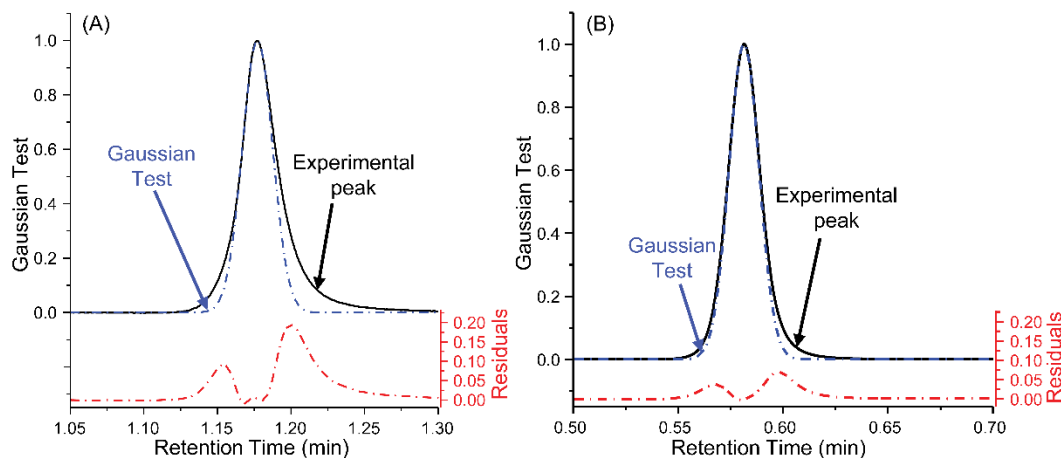 (A)
1.0
0.8
0.6
0.4
0.2
0.0
Gaussian Test
Gaussian
Test
Experimental
peak
0.20
0.15
0.10
0.05
0.00
Residuals
1.05
1.10
1.15
1.20
1.25
1.30
Retention Time (min)
(B)
1.0
0.8
0.6
0.4
0.2
0.0
Gaussian Test
Gaussian
Test
Experimental
peak
0.20
0.15
0.10
0.05
0.00
Residuals
0.50
0.55
0.60
0.65
0.70
Retention Time (min)